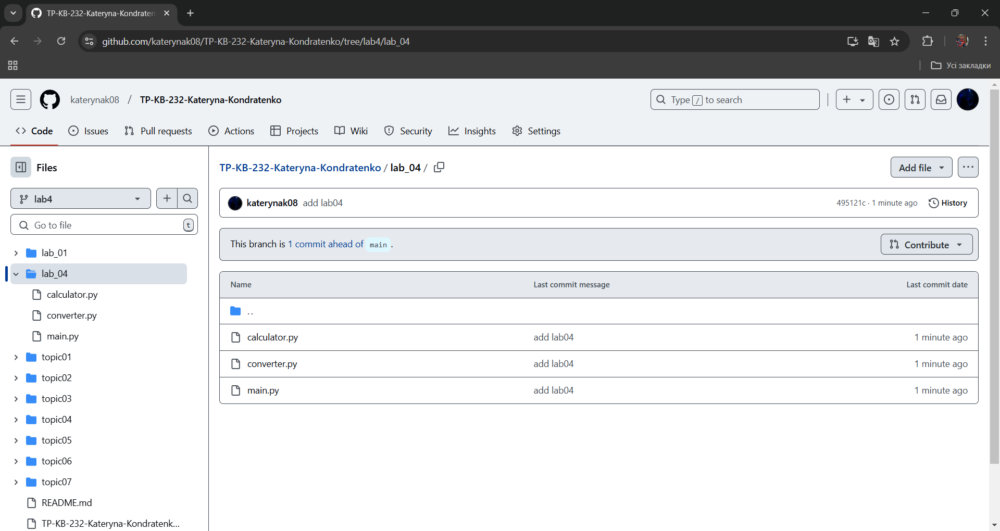 TP-KB-232-Kateryna-Kondraten
github.com/katerynak08/TP-KB-232-Kateryna-Kondratenko/tree/lab4/lab_04
Усі закладки
katerynak08 / TP-KB-232-Kateryna-Kondratenko
Type / to search
Code Issues Pull requests Actions Projects Wiki Security Insights Settings
Files
lab4
Go to file t
lab_01
lab_04
calculator.py
converter.py
main.py
topic01
topic02
topic03
topic04
topic05
topic06
topic07
README.md
TP-KB-232-Kateryna-Kondratenk...
TP-KB-232-Kateryna-Kondratenko / lab_04 /
Add file
katerynak08 add lab04
495121c · 1 minute ago History
This branch is 1 commit ahead of main .
Contribute
Name Last commit message Last commit date
..
calculator.py add lab04 1 minute ago
converter.py add lab04 1 minute ago
main.py add lab04 1 minute ago